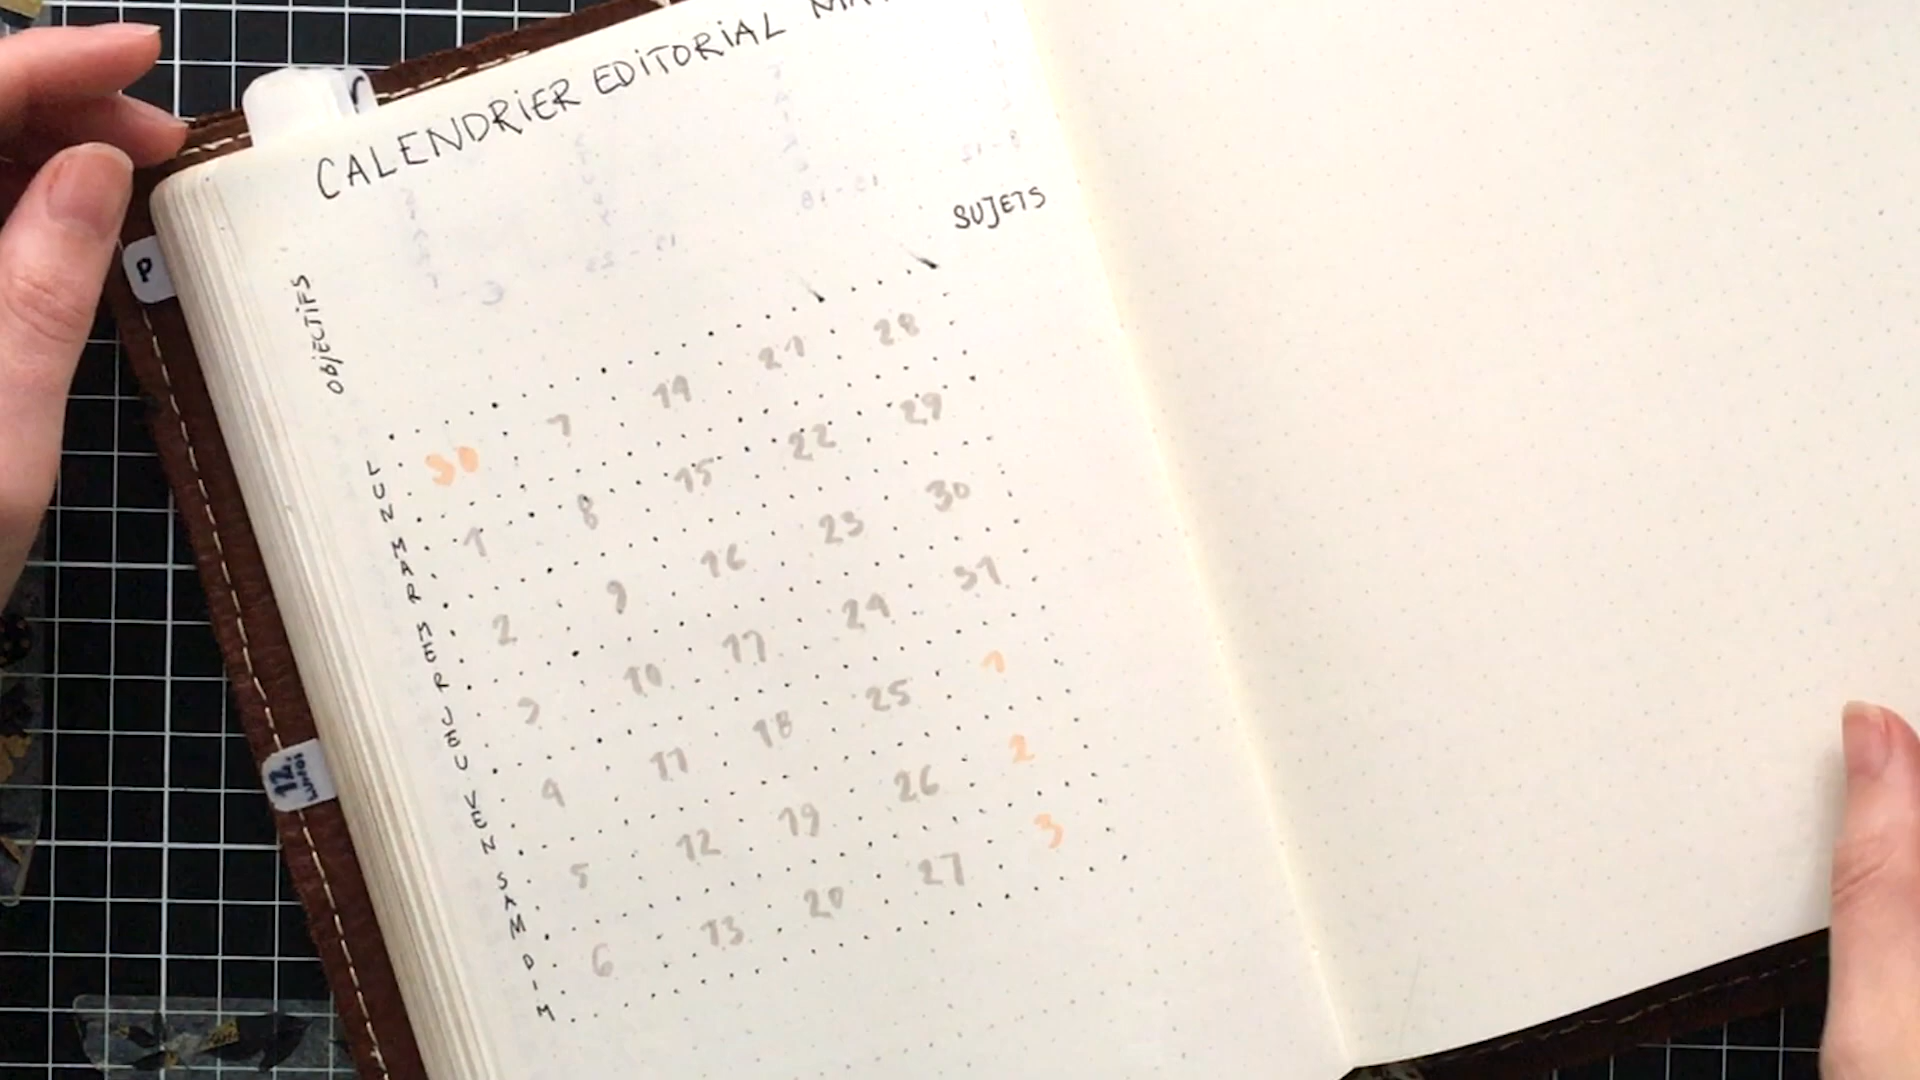 CALENDRIER EDITORIAL MA
SUJETS
OBJECTIFS
LUN 30 7 14 21 28
MAR 1 8 15 22 29
MER 2 9 16 23 30
JEU 3 10 17 24 31
VEN 4 11 18 25 1
SAM 5 12 19 26 2
DIM 6 13 20 27 3
P
12.